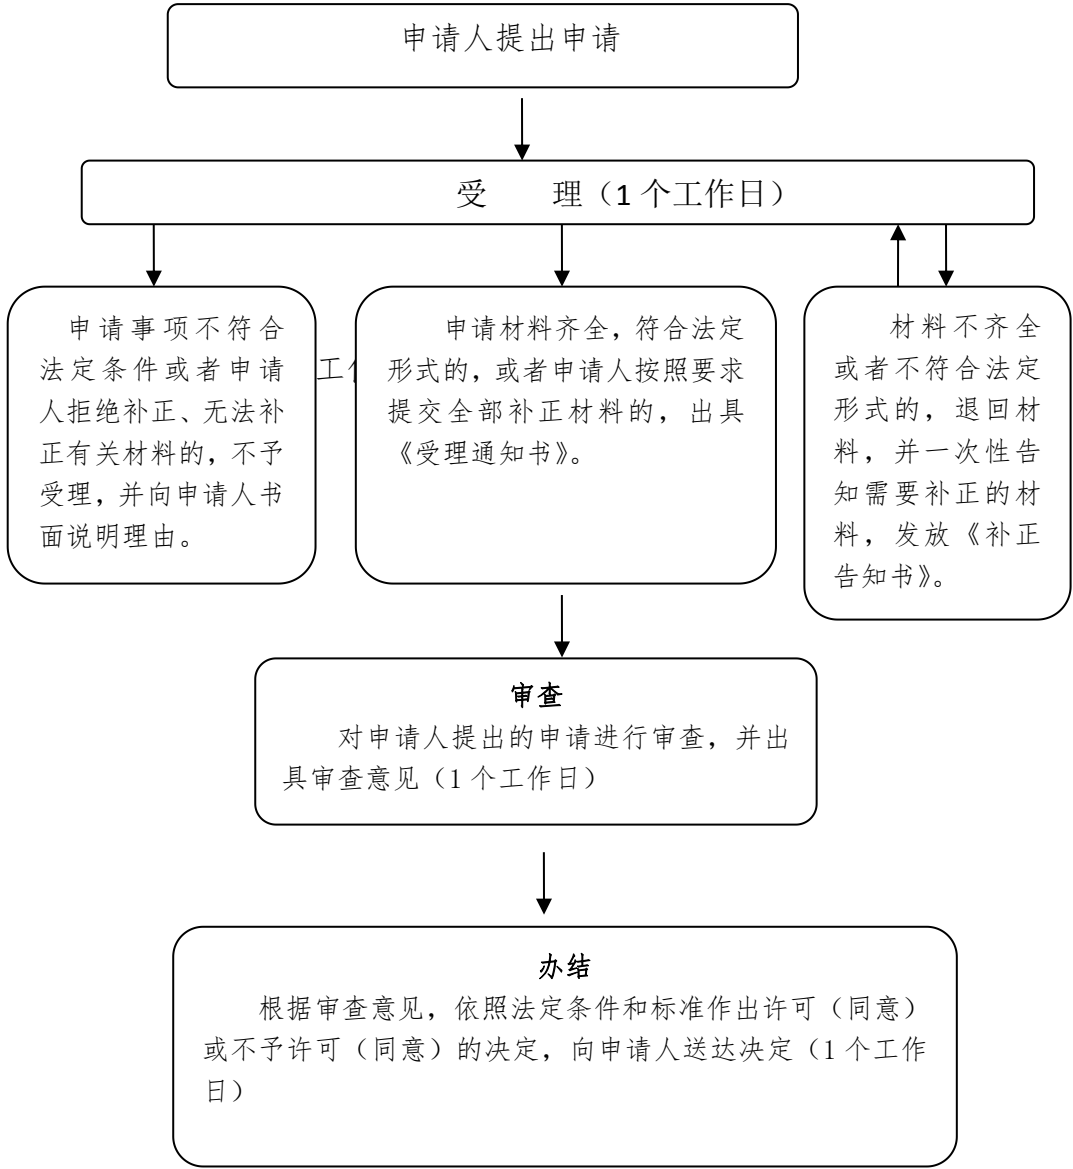 申请人提出申请
受 理（1个工作日）
申请事项不符合
法定条件或者申请
人拒绝补正、无法补
正有关材料的，不予
受理，并向申请人书
面说明理由。
工
申请材料齐全，符合法定
形式的，或者申请人按照要求
提交全部补正材料的，出具
《受理通知书》。
材料不齐全
或者不符合法定
形式的，退回材
料，并一次性告
知需要补正的材
料，发放《补正
告知书》。
审查
对申请人提出的申请进行审查，并出
具审查意见（1个工作日）
办结
根据审查意见，依照法定条件和标准作出许可（同意）
或不予许可（同意）的决定，向申请人送达决定（1个工作
日）